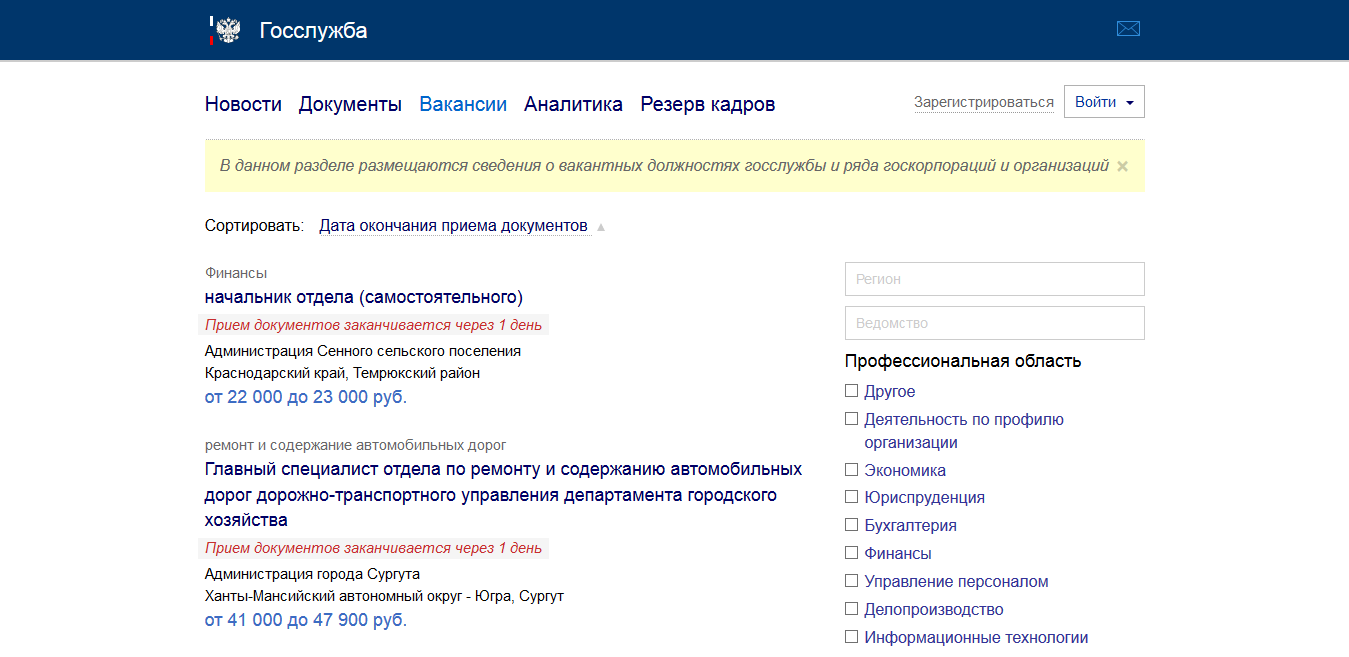 Госслужба
Новости Документы Вакансии Аналитика Резерв кадров Зарегистрироваться Войти
В данном разделе размещаются сведения о вакантных должностях госслужбы и ряда госкорпораций и организаций ×
Сортировать: Дата окончания приема документов ▲
Финансы
начальник отдела (самостоятельного)
Прием документов заканчивается через 1 день
Администрация Сенного сельского поселения
Краснодарский край, Темрюкский район
от 22 000 до 23 000 руб.
ремонт и содержание автомобильных дорог
Главный специалист отдела по ремонту и содержанию автомобильных
дорог дорожно-транспортного управления департамента городского
хозяйства
Прием документов заканчивается через 1 день
Администрация города Сургута
Ханты-Мансийский автономный округ - Югра, Сургут
от 41 000 до 47 900 руб.
Регион
Ведомство
Профессиональная область
Другое
Деятельность по профилю
организации
Экономика
Юриспруденция
Бухгалтерия
Финансы
Управление персоналом
Делопроизводство
Информационные технологии